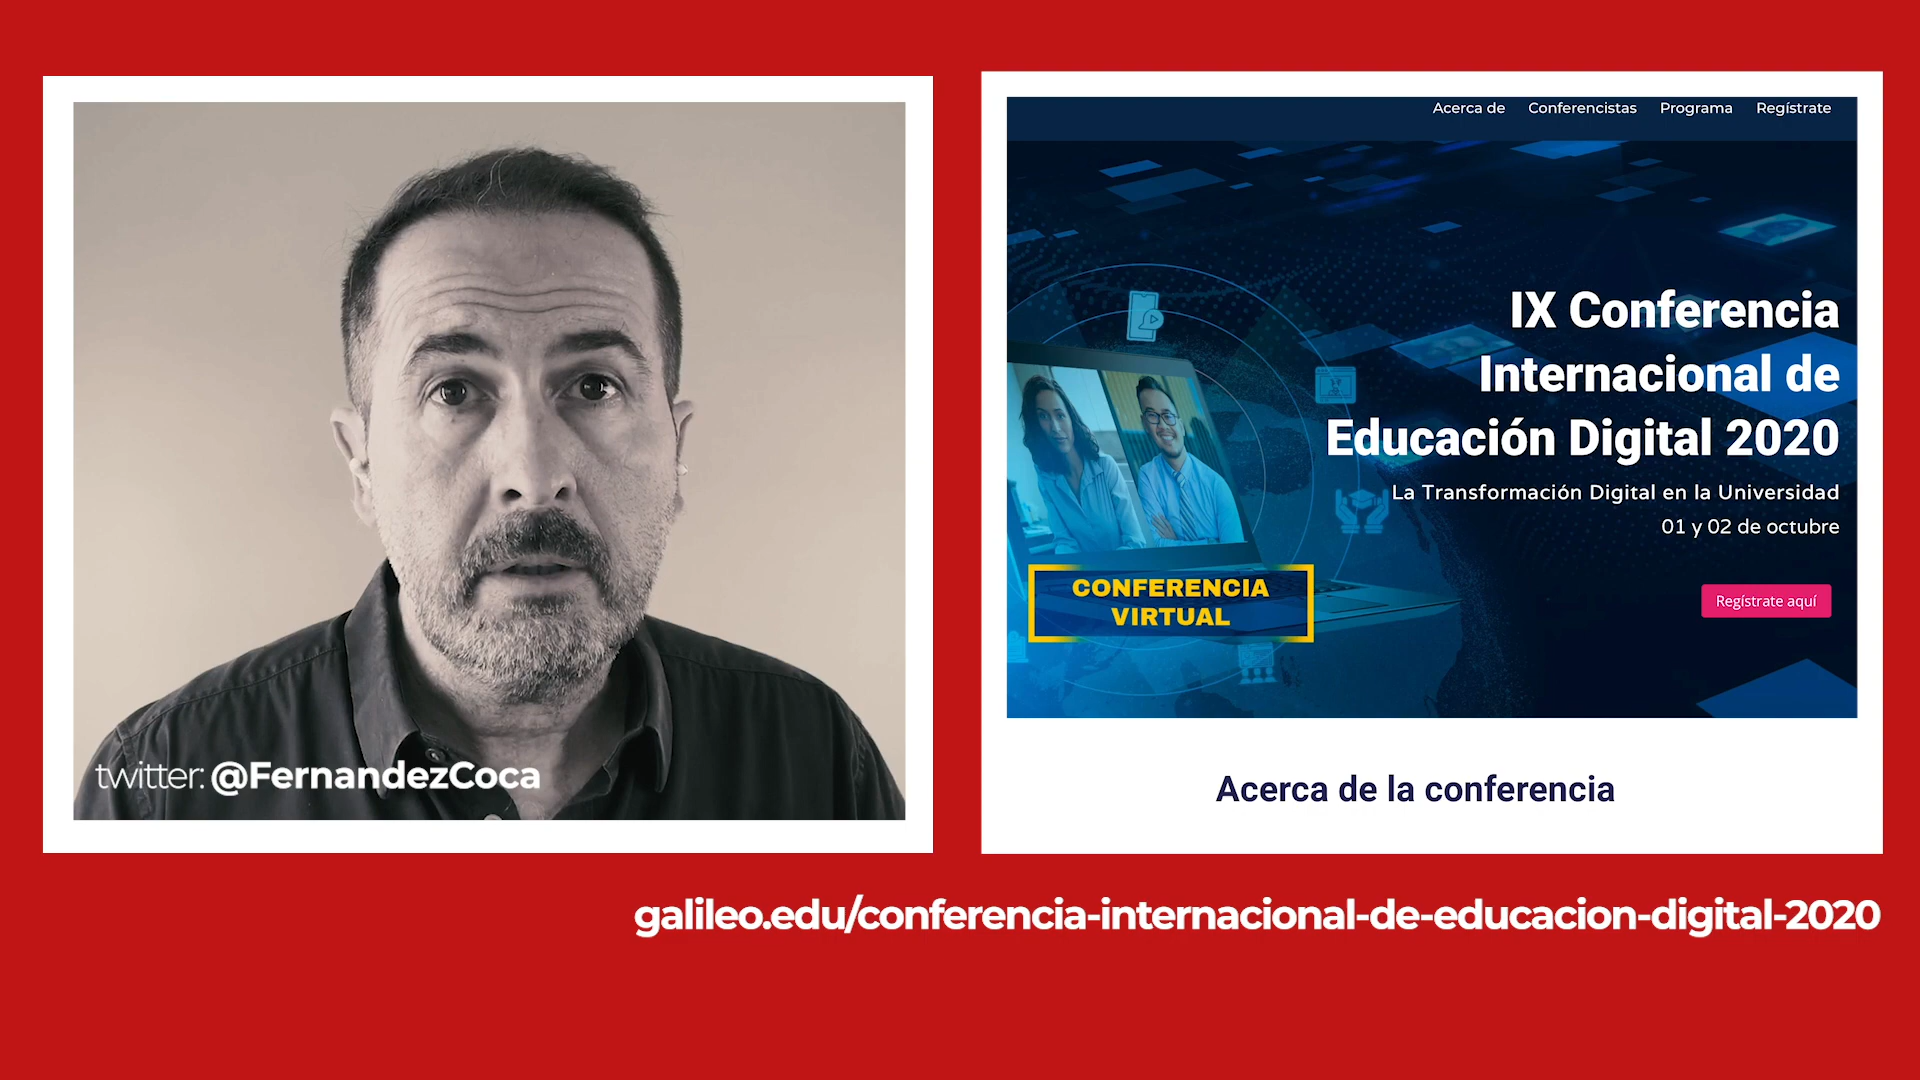 twitter: @FernandezCoca
Acerca de Conferencistas Programa Regístrate
IX Conferencia
Internacional de
Educación Digital 2020
La Transformación Digital en la Universidad
01 y 02 de octubre
CONFERENCIA
VIRTUAL
Regístrate aquí
Acerca de la conferencia
galileo.edu/conferencia-internacional-de-educacion-digital-2020